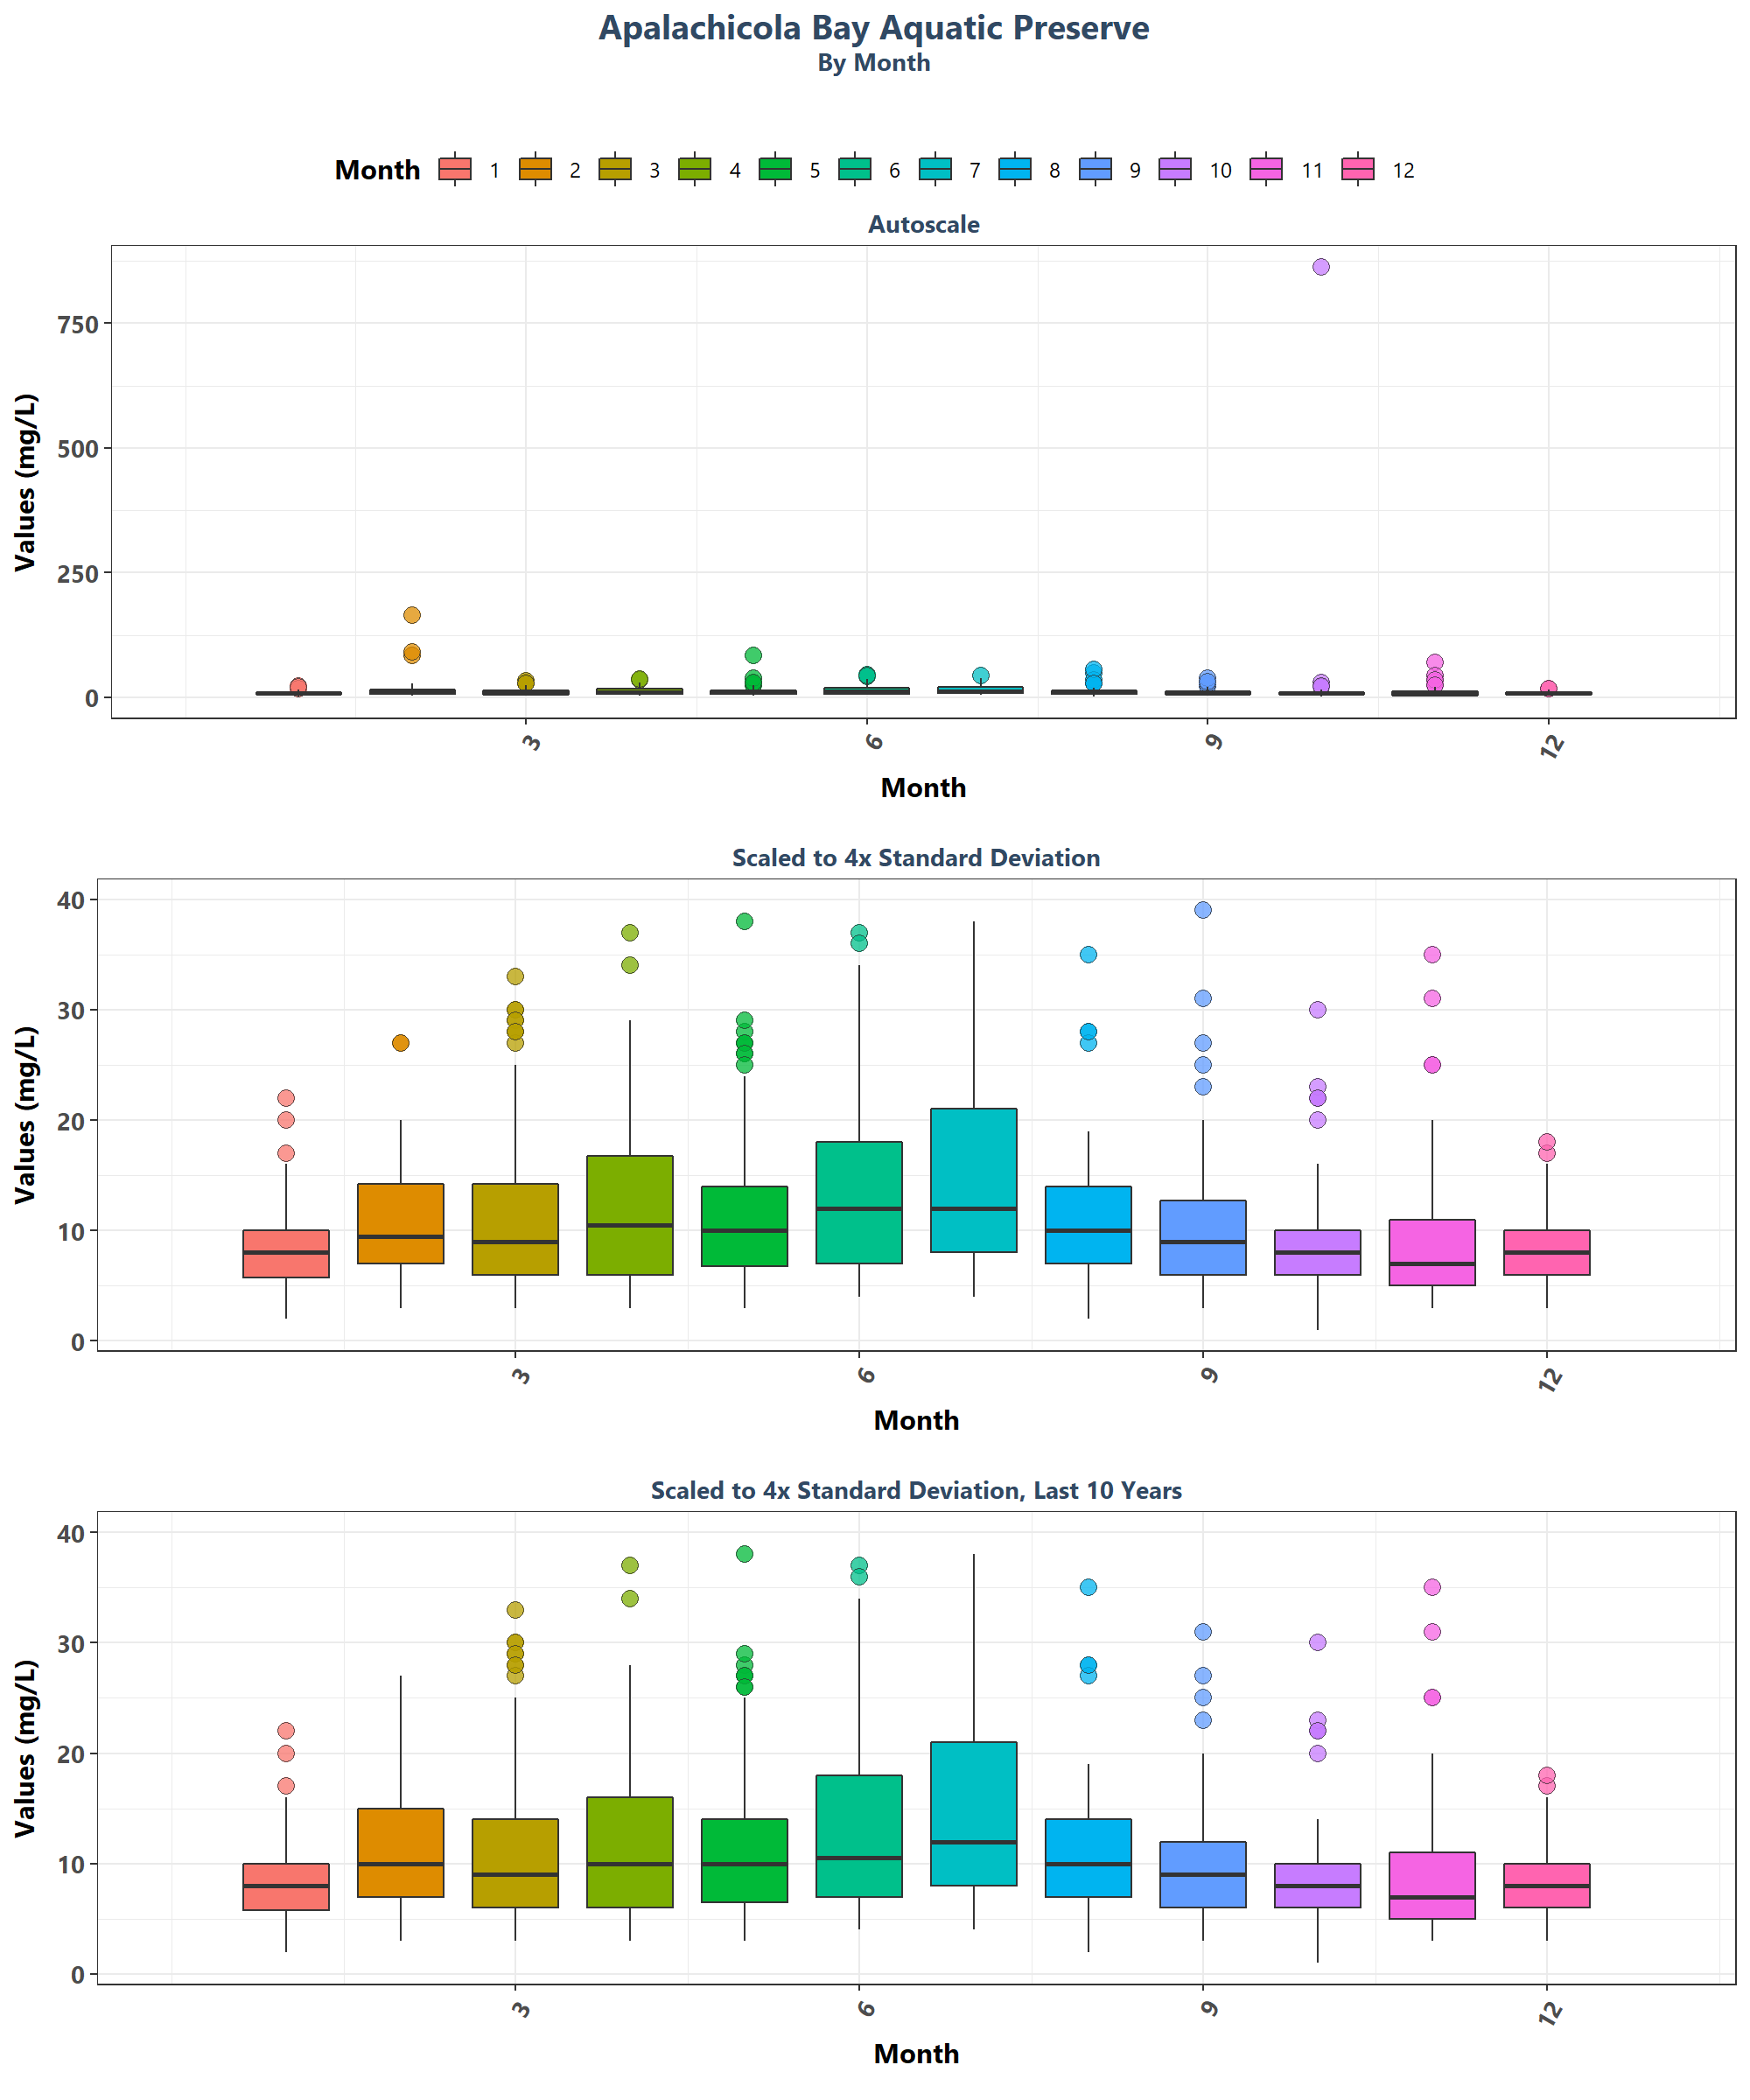 Apalachicola Bay Aquatic Preserve
By Month
Month 1 2 3 4 5 6 7 8 9 10 11 12
Autoscale
Values (mg/L)
750
500
250
0
3 6 9 12
Month
Scaled to 4x Standard Deviation
Values (mg/L)
40
30
20
10
0
3 6 9 12
Month
Scaled to 4x Standard Deviation, Last 10 Years
Values (mg/L)
40
30
20
10
0
3 6 9 12
Month